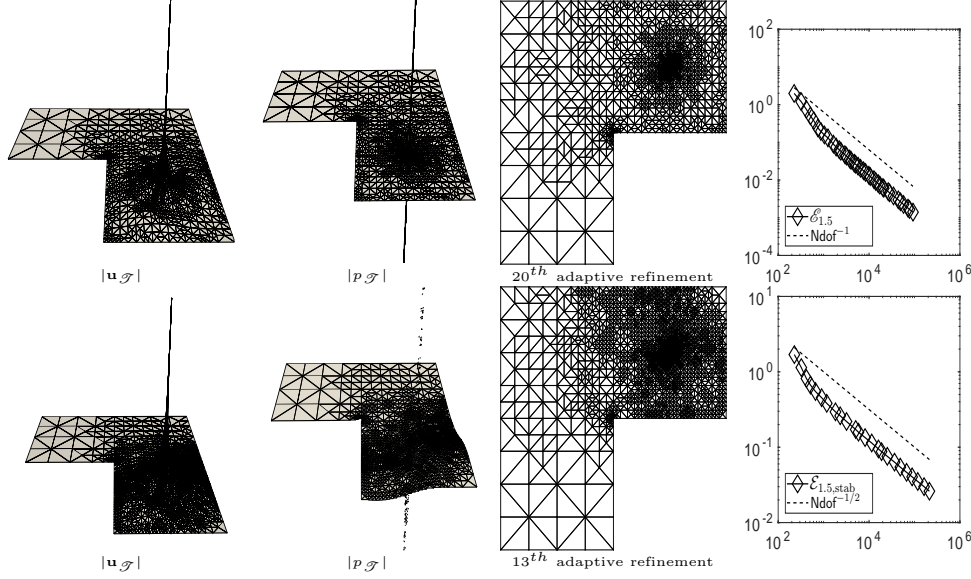 |𝐮_𝒯|
|p_𝒯|
20^{th} adaptive refinement
10^2
10^0
10^{-2}
10^{-4}
ℰ_{1.5}
Ndof^{-1}
10^2
10^4
10^6
|𝐮_𝒯|
|p_𝒯|
13^{th} adaptive refinement
10^1
10^0
10^{-1}
10^{-2}
ℰ_{1.5,stab}
Ndof^{-1/2}
10^2
10^4
10^6